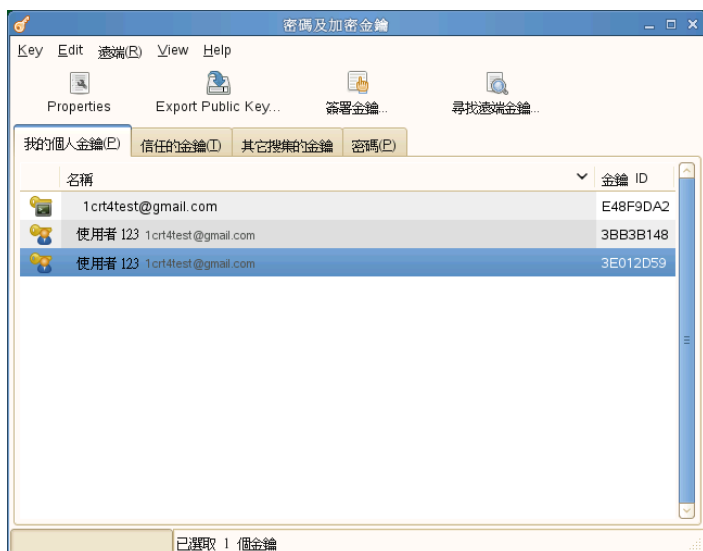 密碼及加密金鑰
Key Edit 遠端(R) View Help
Properties Export Public Key... 簽署金鑰... 尋找遠端金鑰...
我的個人金鑰(P) 信任的金鑰(T) 其它搜集的金鑰 密碼(P)
名稱 金鑰 ID
1crt4test@gmail.com E48F9DA2
使用者 123 1crt4test@gmail.com 3BB3B148
使用者 123 1crt4test@gmail.com 3E012D59
已選取 1 個金鑰